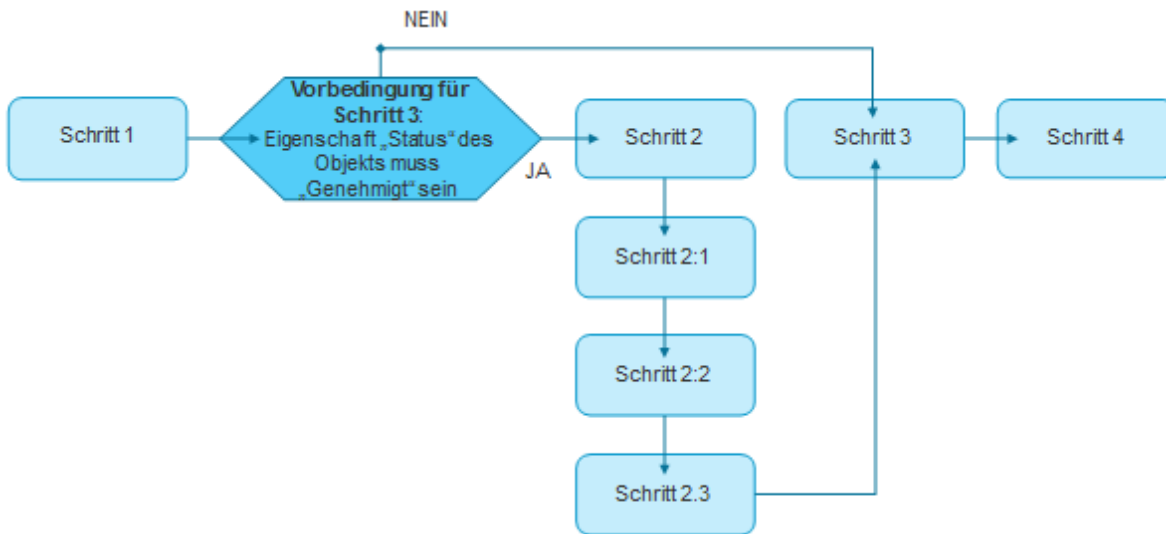 NEIN
Schritt 1
Vorbedingung für
Schritt 3:
Eigenschaft „Status“ des
Objekts muss
„Genehmigt“ sein
JA
Schritt 2
Schritt 3
Schritt 4
Schritt 2:1
Schritt 2:2
Schritt 2.3